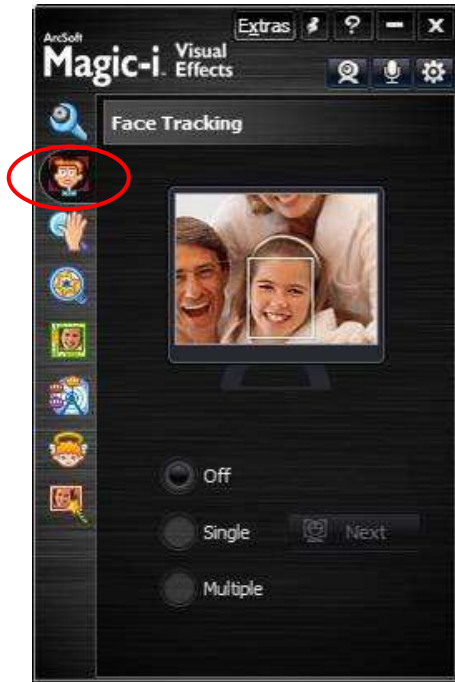 Extras ?
ArcSoft
Magic-i. Visual
Effects
Face Tracking
Off
Single
Next
Multiple